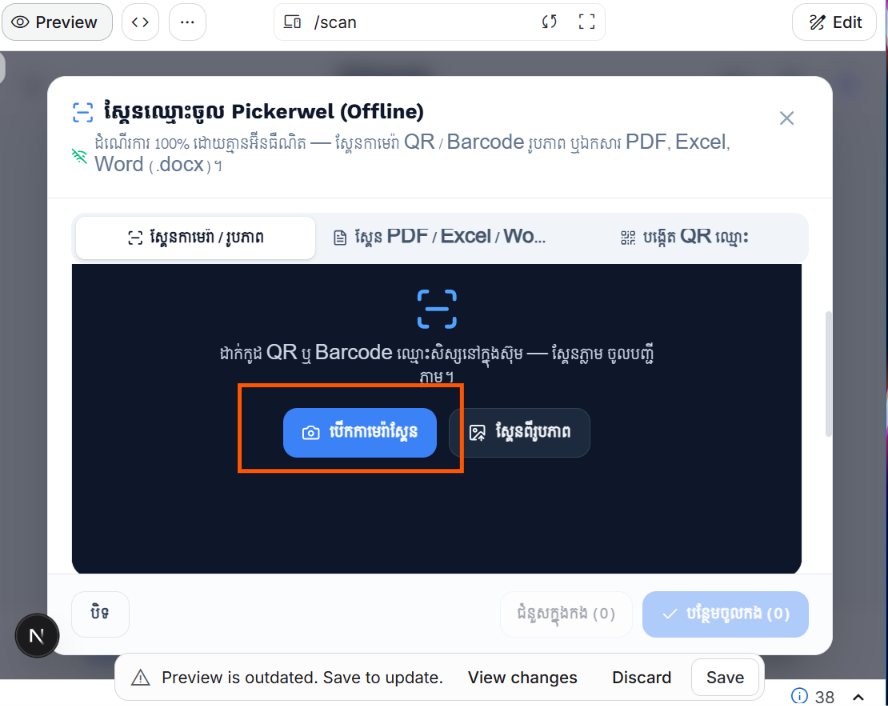 Preview
/scan
Edit
ស្កែនឈ្មោះចូល Pickerwel (Offline)
ដំណើរការ 100% ដោយគ្មានអ៊ីនធឺណិត — ស្កែនកាមេរ៉ា QR / Barcode រូបភាព ឬឯកសារ PDF, Excel,
Word (.docx)។
ស្កែនកាមេរ៉ា / រូបភាព
ស្កែន PDF / Excel / Wo...
បង្កើត QR ឈ្មោះ
ដាក់កូដ QR ឬ Barcode ឈ្មោះសិស្សនៅក្នុងស៊ុម — ស្កែនភ្លាម ចូលបញ្ជី
ភាម។
បើកកាមេរ៉ាស្កែន
ស្កែនពីរូបភាព
បិទ
ជំនួសក្នុងកង (0)
បន្ថែមចូលកង (0)
N
Preview is outdated. Save to update.
View changes
Discard
Save
38